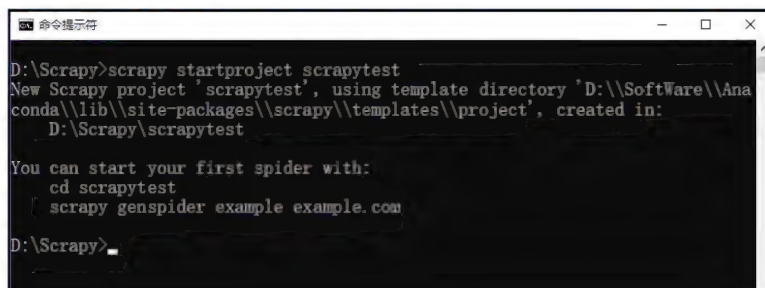 命令提示符
D:\Scrapy>scrapy startproject scrapytest
New Scrapy project 'scrapytest', using template directory 'D:\\SoftWare\\Ana
conda\\lib\\site-packages\\scrapy\\templates\\project', created in:
    D:\Scrapy\scrapytest
You can start your first spider with:
    cd scrapytest
    scrapy genspider example example.com
D:\Scrapy>